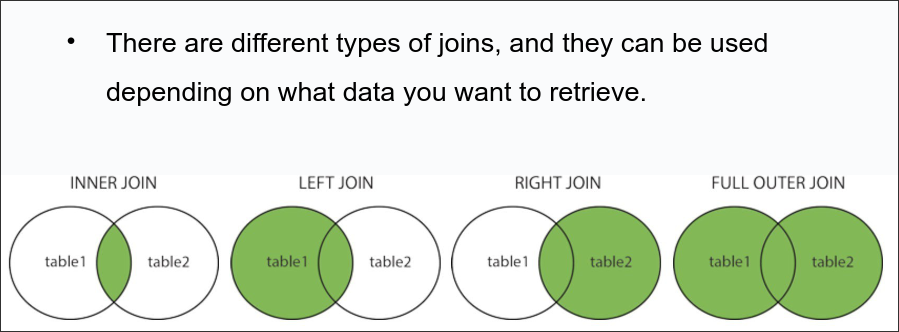 • There are different types of joins, and they can be used
depending on what data you want to retrieve.
INNER JOIN LEFT JOIN RIGHT JOIN FULL OUTER JOIN
table1 table2 table1 table2 table1 table2 table1 table2